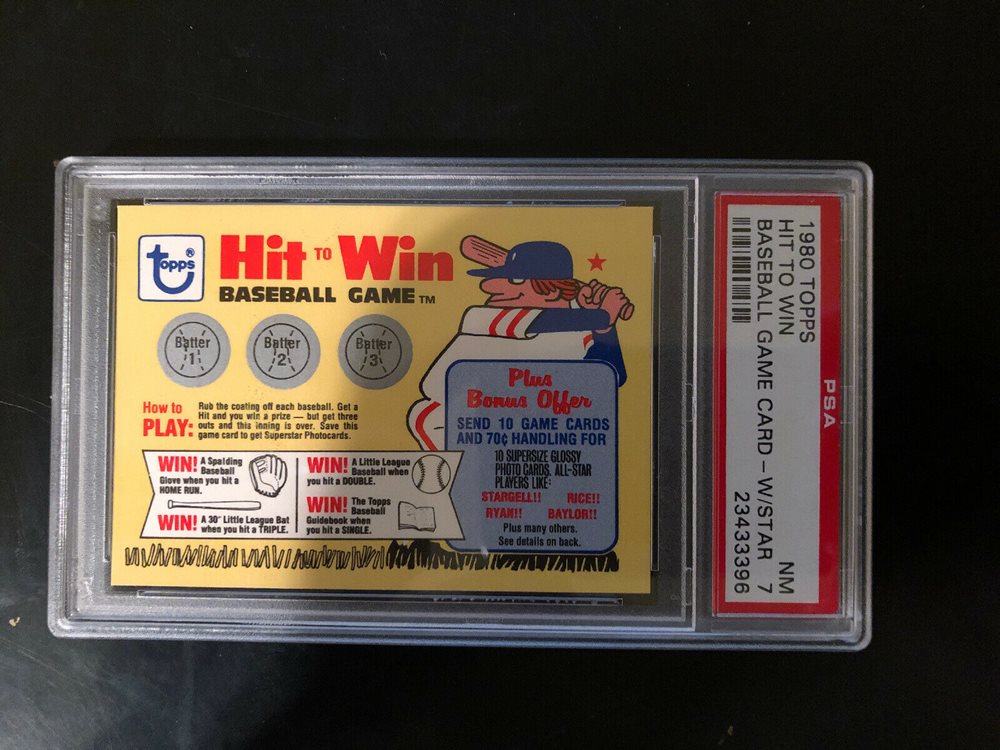 topps®
Hit TO Win
BASEBALL GAME™
Batter
1
Batter
2
Batter
3
How to
PLAY:
Rub the coating off each baseball. Get a
Hit and you win a prize — but get three
outs and this inning is over. Save this
game card to get Superstar Photocards.
WIN! A Spalding
Baseball
Glove when you hit a
HOME RUN.
WIN! A 30" Little League Bat
when you hit a TRIPLE.
WIN! A Little League
Baseball when
you hit a DOUBLE.
WIN! The Topps
Baseball
Guidebook when
you hit a SINGLE.
Plus
Bonus Offer
SEND 10 GAME CARDS
AND 70¢ HANDLING FOR
10 SUPERSIZE GLOSSY
PHOTO CARDS. ALL-STAR
PLAYERS LIKE:
STARGELL!! RICE!!
RYAN!! BAYLOR!!
Plus many others.
See details on back.
PSA
1980 TOPPS
HIT TO WIN NM
BASEBALL GAME CARD – W/STAR 7
23433396